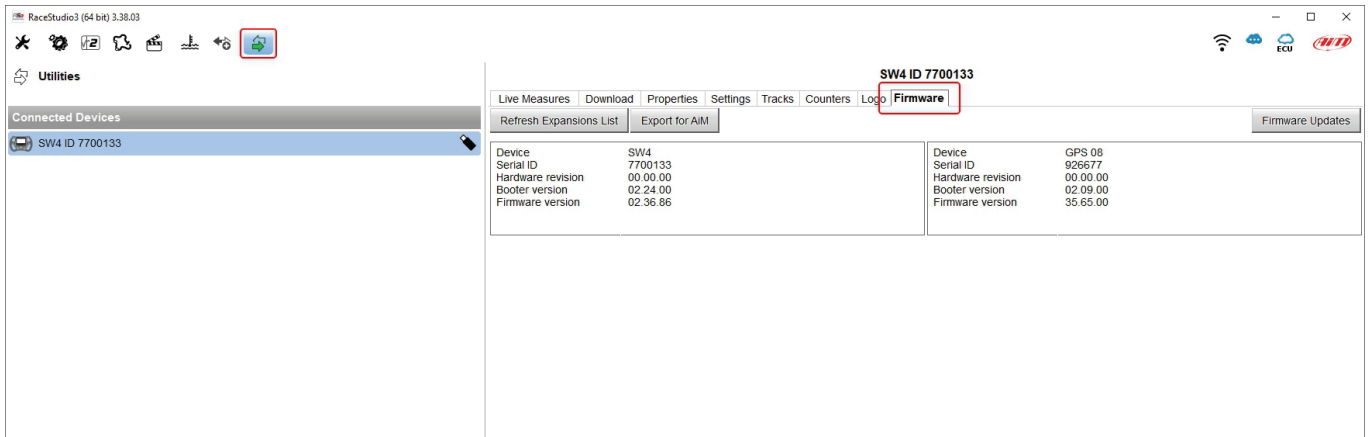 RaceStudio3 (64 bit) 3.38.03
ECU
AiM
Utilities
SW4 ID 7700133
Live Measures Download Properties Settings Tracks Counters Logo Firmware
Connected Devices
Refresh Expansions List Export for AiM Firmware Updates
SW4 ID 7700133
Device SW4
Serial ID 7700133
Hardware revision 00.00.00
Booter version 02.24.00
Firmware version 02.36.86
Device GPS 08
Serial ID 926677
Hardware revision 00.00.00
Booter version 02.09.00
Firmware version 35.65.00